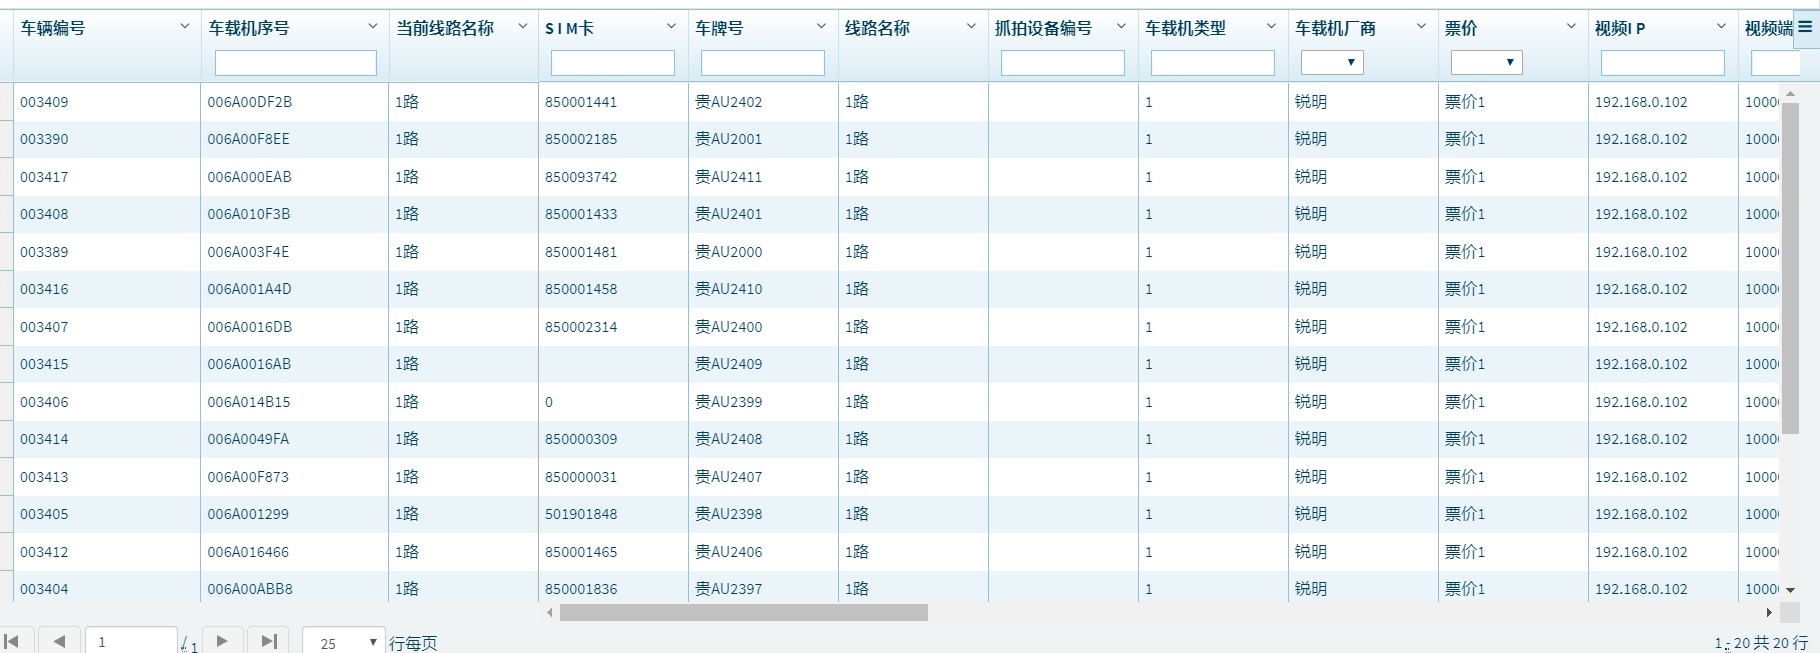 车辆编号 车载机序号 当前线路名称 SIM卡 车牌号 线路名称 抓拍设备编号 车载机类型 车载机厂商 票价 视频IP 视频端
003409 006A00DF2B 1路 850001441 贵AU2402 1路 1 锐明 票价1 192.168.0.102 1000
003390 006A00F8EE 1路 850002185 贵AU2001 1路 1 锐明 票价1 192.168.0.102 1000
003417 006A000EAB 1路 850093742 贵AU2411 1路 1 锐明 票价1 192.168.0.102 1000
003408 006A010F3B 1路 850001433 贵AU2401 1路 1 锐明 票价1 192.168.0.102 1000
003389 006A003F4E 1路 850001481 贵AU2000 1路 1 锐明 票价1 192.168.0.102 1000
003416 006A001A4D 1路 850001458 贵AU2410 1路 1 锐明 票价1 192.168.0.102 1000
003407 006A0016DB 1路 850002314 贵AU2400 1路 1 锐明 票价1 192.168.0.102 1000
003415 006A0016AB 1路 贵AU2409 1路 1 锐明 票价1 192.168.0.102 1000
003406 006A014B15 1路 0 贵AU2399 1路 1 锐明 票价1 192.168.0.102 1000
003414 006A0049FA 1路 850000309 贵AU2408 1路 1 锐明 票价1 192.168.0.102 1000
003413 006A00F873 1路 850000031 贵AU2407 1路 1 锐明 票价1 192.168.0.102 1000
003405 006A001299 1路 501901848 贵AU2398 1路 1 锐明 票价1 192.168.0.102 1000
003412 006A016466 1路 850001465 贵AU2406 1路 1 锐明 票价1 192.168.0.102 1000
003404 006A00ABB8 1路 850001836 贵AU2397 1路 1 锐明 票价1 192.168.0.102 1000
1 / 1 25 行每页 1 - 20 共 20 行